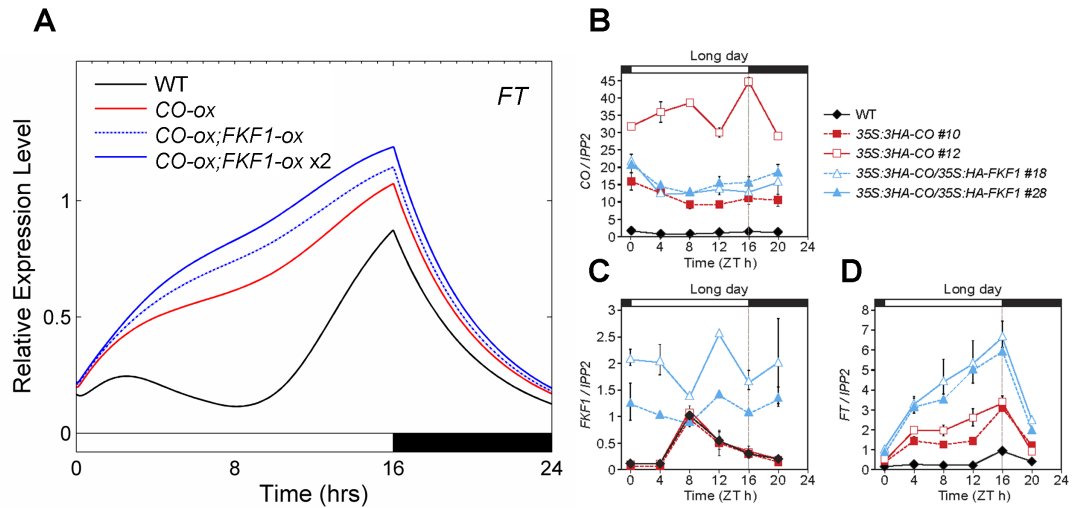 A
WT
CO-ox
CO-ox;FKF1-ox
CO-ox;FKF1-ox x2
FT
Relative Expression Level
1
0.5
0
0
8
16
24
Time (hrs)
B
Long day
CO / IPP2
45
40
35
30
25
20
15
10
5
0
0
4
8
12
16
20
24
Time (ZT h)
WT
35S:3HA-CO #10
35S:3HA-CO #12
35S:3HA-CO/35S:HA-FKF1 #18
35S:3HA-CO/35S:HA-FKF1 #28
C
Long day
FKF1 / IPP2
3
2.5
2
1.5
1
0.5
0
0
4
8
12
16
20
24
Time (ZT h)
D
Long day
FT / IPP2
8
7
6
5
4
3
2
1
0
0
4
8
12
16
20
24
Time (ZT h)